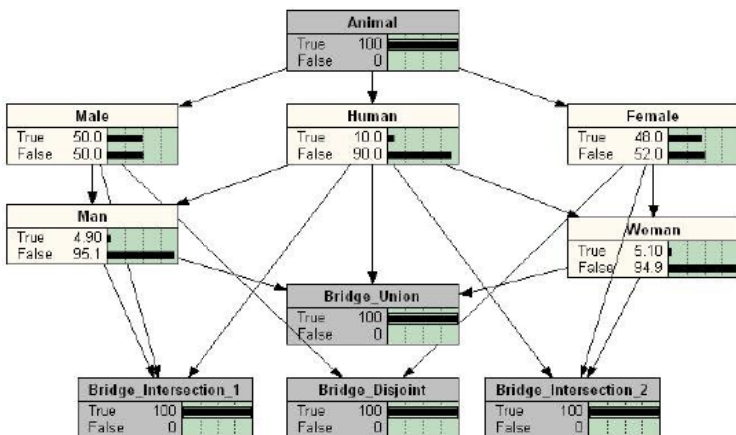 Animal
True 100
False 0
Male
True 50.0
False 50.0
Human
True 10.0
False 90.0
Female
True 48.0
False 52.0
Man
True 4.90
False 95.1
Woman
True 5.10
False 94.9
Bridge_Union
True 100
False 0
Bridge_Intersection_1
True 100
False 0
Bridge_Disjoint
True 100
False 0
Bridge_Intersection_2
True 100
False 0